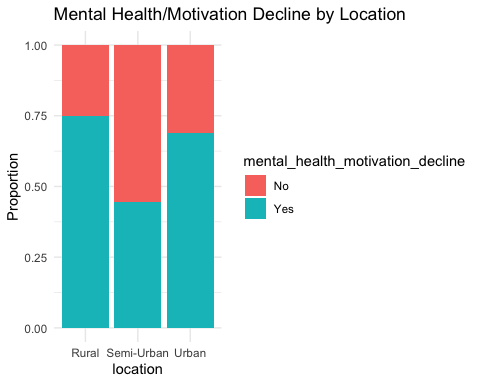 Mental Health/Motivation Decline by Location
1.00
0.75
0.50
0.25
0.00
Proportion
Rural Semi-Urban Urban
location
mental_health_motivation_decline
No
Yes